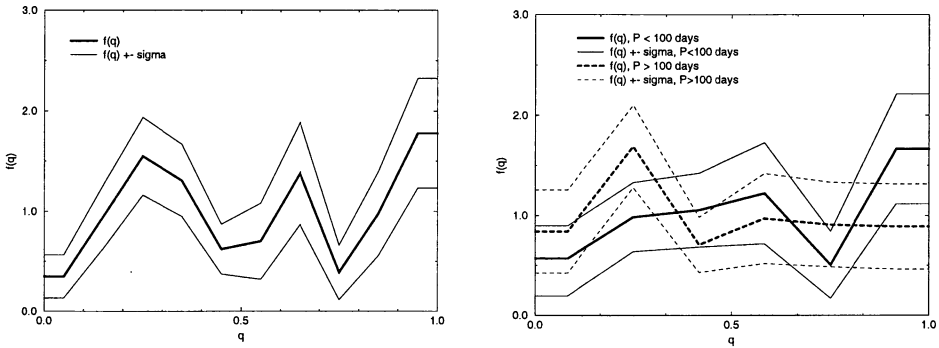 3.0
2.0
1.0
0.0
f(q)
f(q)
f(q) +- sigma
0.0
0.5
1.0
q
3.0
2.0
1.0
0.0
f(q)
f(q), P < 100 days
f(q) +- sigma, P<100 days
f(q), P > 100 days
f(q) +- sigma, P>100 days
0.0
0.5
1.0
q